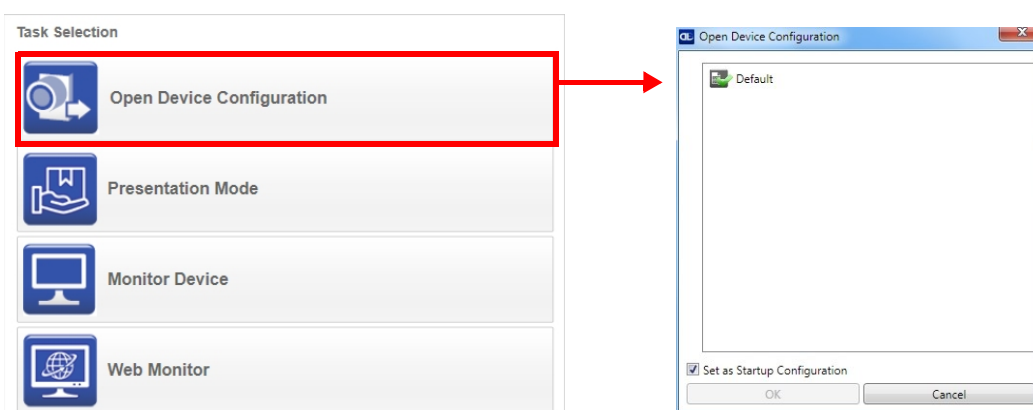 Task Selection
Open Device Configuration
Presentation Mode
Monitor Device
Web Monitor
Open Device Configuration
Default
Set as Startup Configuration
OK
Cancel